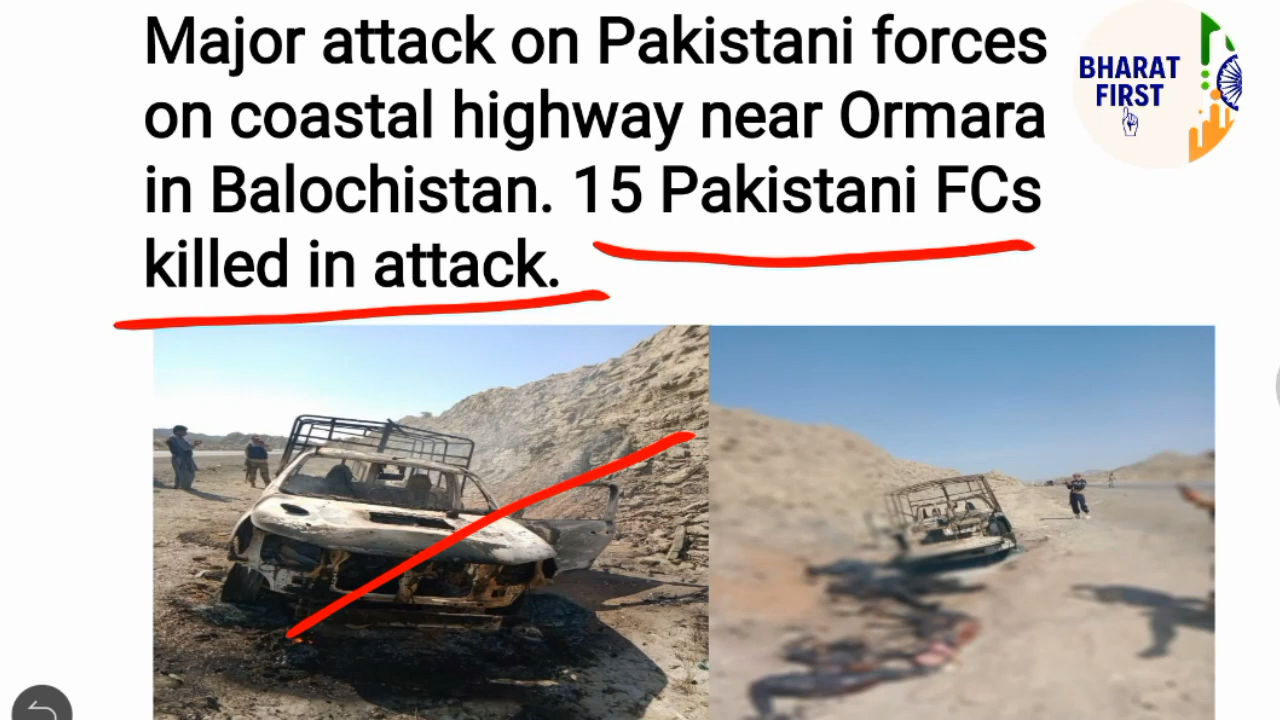 Major attack on Pakistani forces
on coastal highway near Ormara
in Balochistan. 15 Pakistani FCs
killed in attack.
BHARAT
FIRST